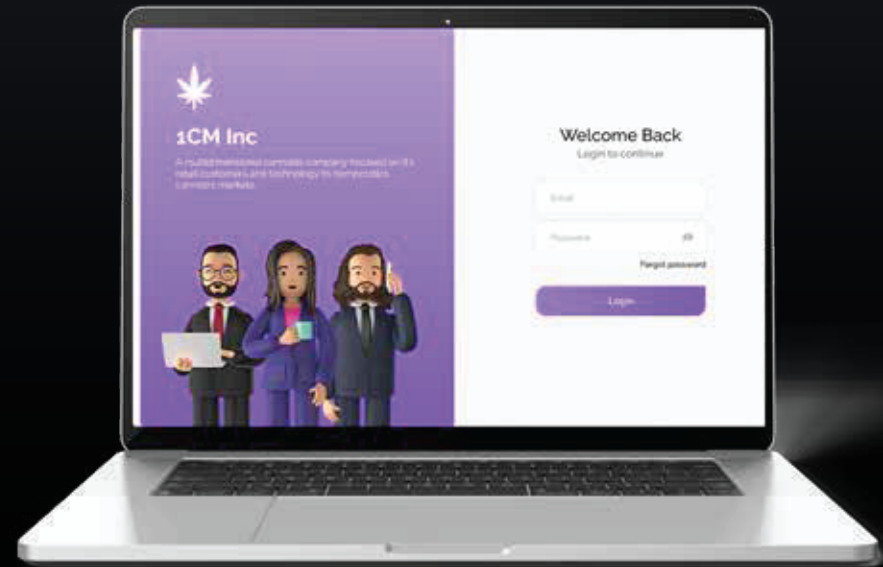 1CM Inc
A multidimensional cannabis company focused on it's
retail customers and technology to democratize
cannabis markets.
Welcome Back
Login to continue
Email
Password
Forgot password
Login